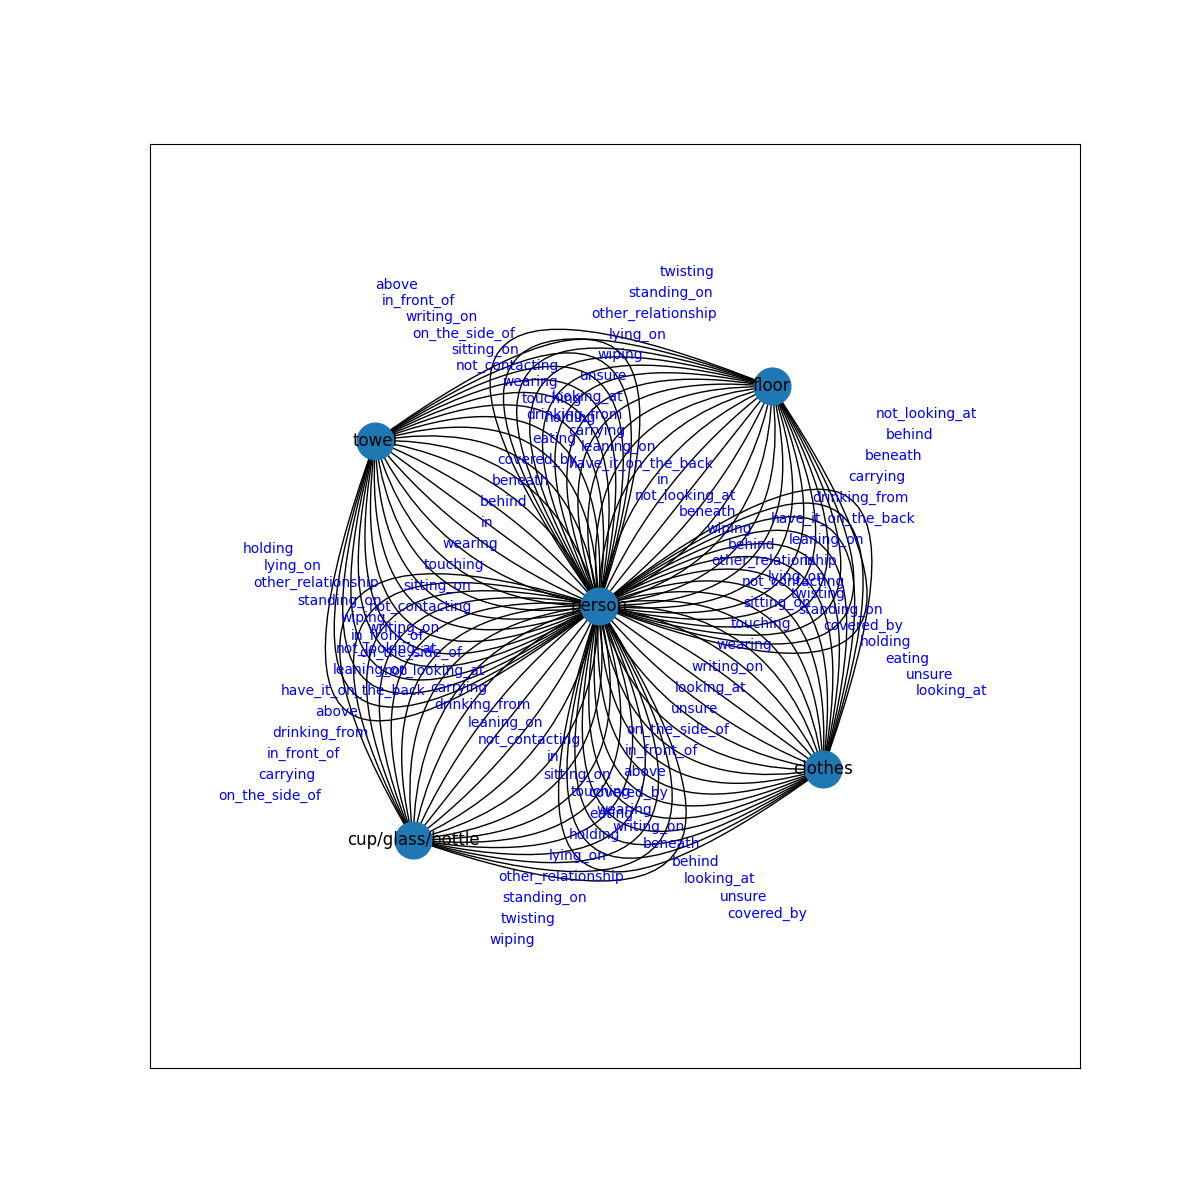 twisting
above
standing_on
in_front_of
other_relationship
writing_on
on_the_side_of
lying_on
sitting_on
wiping
not_contacting
unsure
wearing
floor
touching
looking_at
drinking_from
holding
not_looking_at
carrying
behind
towel
eating
leaning_on
beneath
covered_by
have_it_on_the_back
carrying
beneath
in
behind
not_looking_at
drinking_from
beneath
have_it_on_the_back
in
wiping
leaning_on
wearing
behind
holding
other_relationship
in
touching
lying_on
not_contacting
lying_on
other_relationship
sitting_on
twisting
standing_on
not_contacting
sitting_on
standing_on
person
wiping
writing_on
touching
covered_by
in_front_of
holding
not_looking_at
on_the_side_of
wearing
eating
leaning_on
not_looking_at
writing_on
unsure
have_it_on_the_back
carrying
looking_at
looking_at
above
drinking_from
unsure
drinking_from
leaning_on
on_the_side_of
in_front_of
not_contacting
in_front_of
in
carrying
sitting_on
above
clothes
on_the_side_of
touching
covered_by
eating
wearing
holding
writing_on
cup/glass/bottle
beneath
lying_on
behind
other_relationship
looking_at
standing_on
unsure
twisting
covered_by
wiping